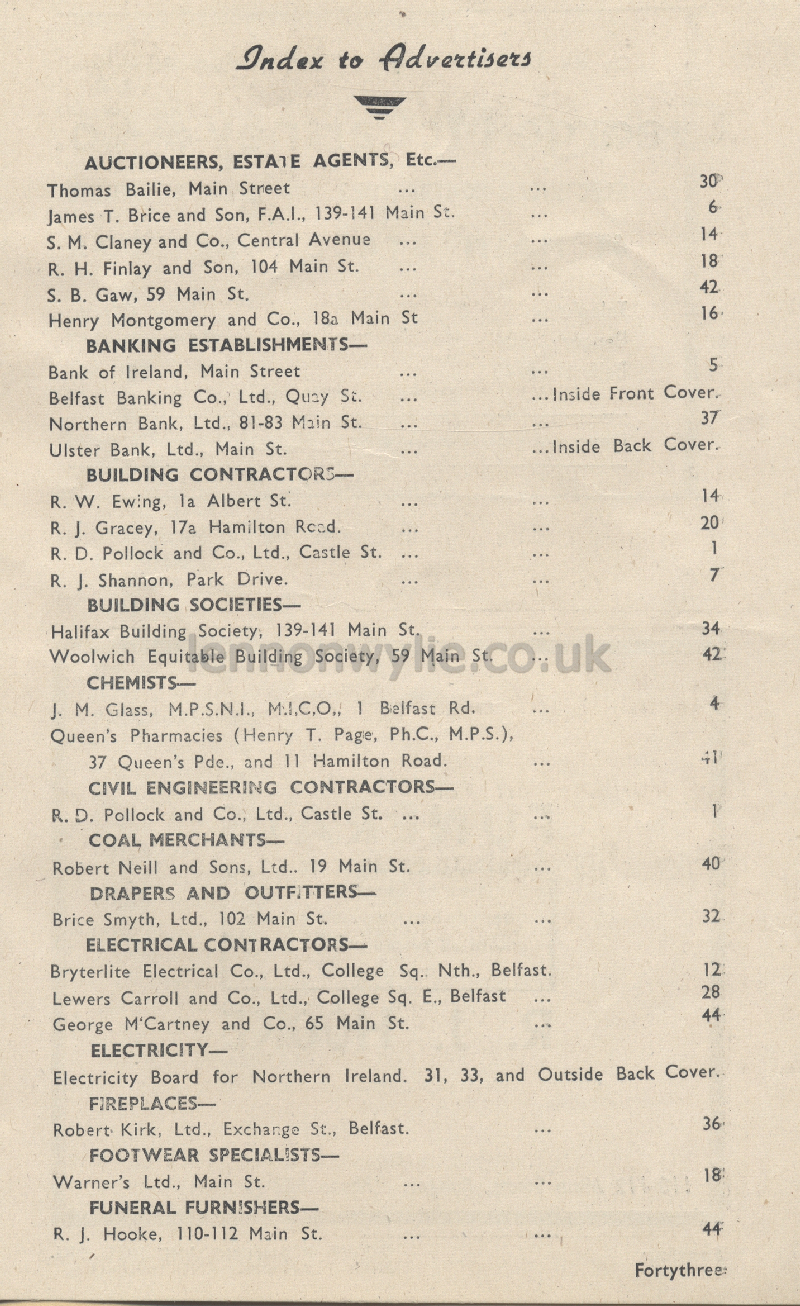 Index to Advertisers
AUCTIONEERS, ESTATE AGENTS, Etc.—
Thomas Bailie, Main Street ... ... 30
James T. Brice and Son, F.A.I., 139-141 Main St. ... 6
S. M. Claney and Co., Central Avenue ... ... 14
R. H. Finlay and Son, 104 Main St. ... ... 18
S. B. Gaw, 59 Main St. ... ... 42
Henry Montgomery and Co., 18a Main St ... 16
BANKING ESTABLISHMENTS—
Bank of Ireland, Main Street ... ... 5
Belfast Banking Co., Ltd., Quay St. ... ...Inside Front Cover.
Northern Bank, Ltd., 81-83 Main St. ... ... 37
Ulster Bank, Ltd., Main St. ... ...Inside Back Cover.
BUILDING CONTRACTORS—
R. W. Ewing, 1a Albert St. ... ... 14
R. J. Gracey, 17a Hamilton Road. ... ... 20
R. D. Pollock and Co., Ltd., Castle St. ... ... 1
R. J. Shannon, Park Drive. ... ... 7
BUILDING SOCIETIES—
Halifax Building Society, 139-141 Main St. ... 34
lennonwylie.co.uk
Woolwich Equitable Building Society, 59 Main St. ... 42
CHEMISTS—
J. M. Glass, M.P.S.N.I., M.I,C,O,, 1 Belfast Rd. ... 4
Queen's Pharmacies (Henry T. Page, Ph.C., M.P.S.),
37 Queen's Pde., and 11 Hamilton Road. ... 41
CIVIL ENGINEERING CONTRACTORS—
R. D. Pollock and Co., Ltd., Castle St. ... ... 1
COAL MERCHANTS—
Robert Neill and Sons, Ltd.. 19 Main St. ... 40
DRAPERS AND OUTFITTERS—
Brice Smyth, Ltd., 102 Main St. ... ... 32
ELECTRICAL CONTRACTORS—
Bryterlite Electrical Co., Ltd., College Sq. Nth., Belfast. 12
Lewers Carroll and Co., Ltd., College Sq. E., Belfast ... 28
George M'Cartney and Co., 65 Main St. ... 44
ELECTRICITY—
Electricity Board for Northern Ireland. 31, 33, and Outside Back Cover.
FIREPLACES—
Robert Kirk, Ltd., Exchange St., Belfast. ... 36
FOOTWEAR SPECIALISTS—
Warner's Ltd., Main St. ... ... 18
FUNERAL FURNISHERS—
R. J. Hooke, 110-112 Main St. ... ... 44
Fortythree